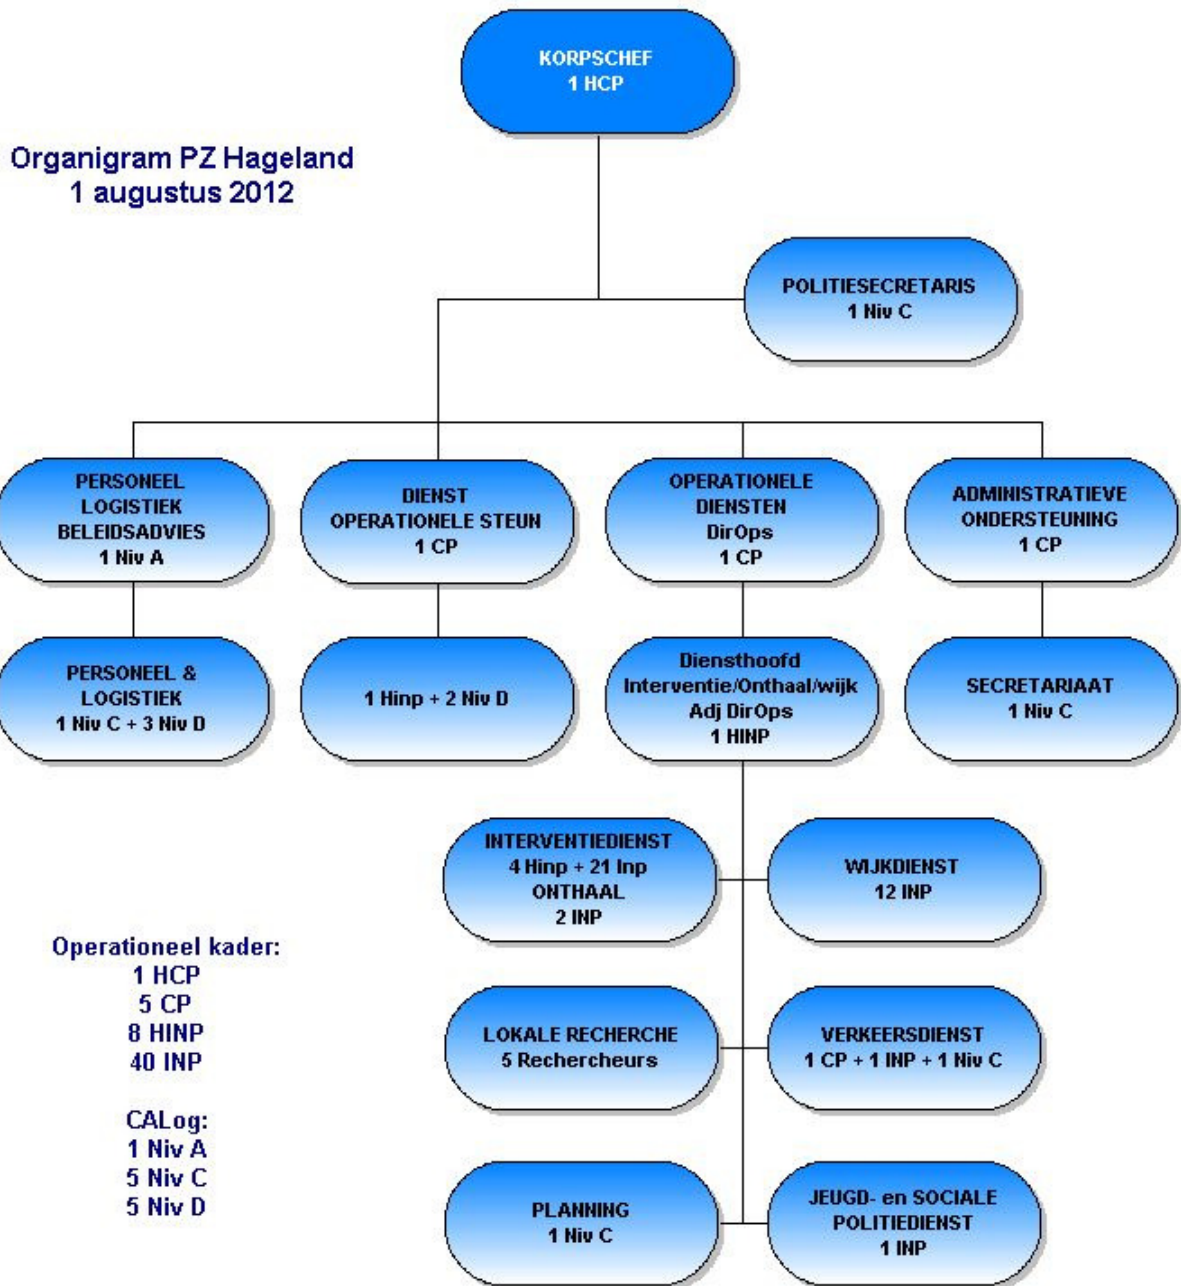 KORPSCHEF
1 HCP
Organigram PZ Hageland
1 augustus 2012
POLITIESECRETARIS
1 Niv C
PERSONEEL
LOGISTIEK
BELEIDSADVIES
1 Niv A
DIENST
OPERATIONELE STEUN
1 CP
OPERATIONELE
DIENSTEN
DirOps
1 CP
ADMINISTRATIEVE
ONDERSTEUNING
1 CP
PERSONEEL &
LOGISTIEK
1 Niv C + 3 Niv D
1 Hinp + 2 Niv D
Diensthoofd
Interventie/Onthaal/wijk
Adj DirOps
1 HINP
SECRETARIAAT
1 Niv C
INTERVENTIEDIENST
4 Hinp + 21 Inp
ONTHAAL
2 INP
WIJKDIENST
12 INP
Operationeel kader:
1 HCP
5 CP
8 HINP
40 INP
CALog:
1 Niv A
5 Niv C
5 Niv D
LOKALE RECHERCHE
5 Rechercheurs
VERKEERSDIENST
1 CP + 1 INP + 1 Niv C
PLANNING
1 Niv C
JEUGD- en SOCIALE
POLITIEDIENST
1 INP